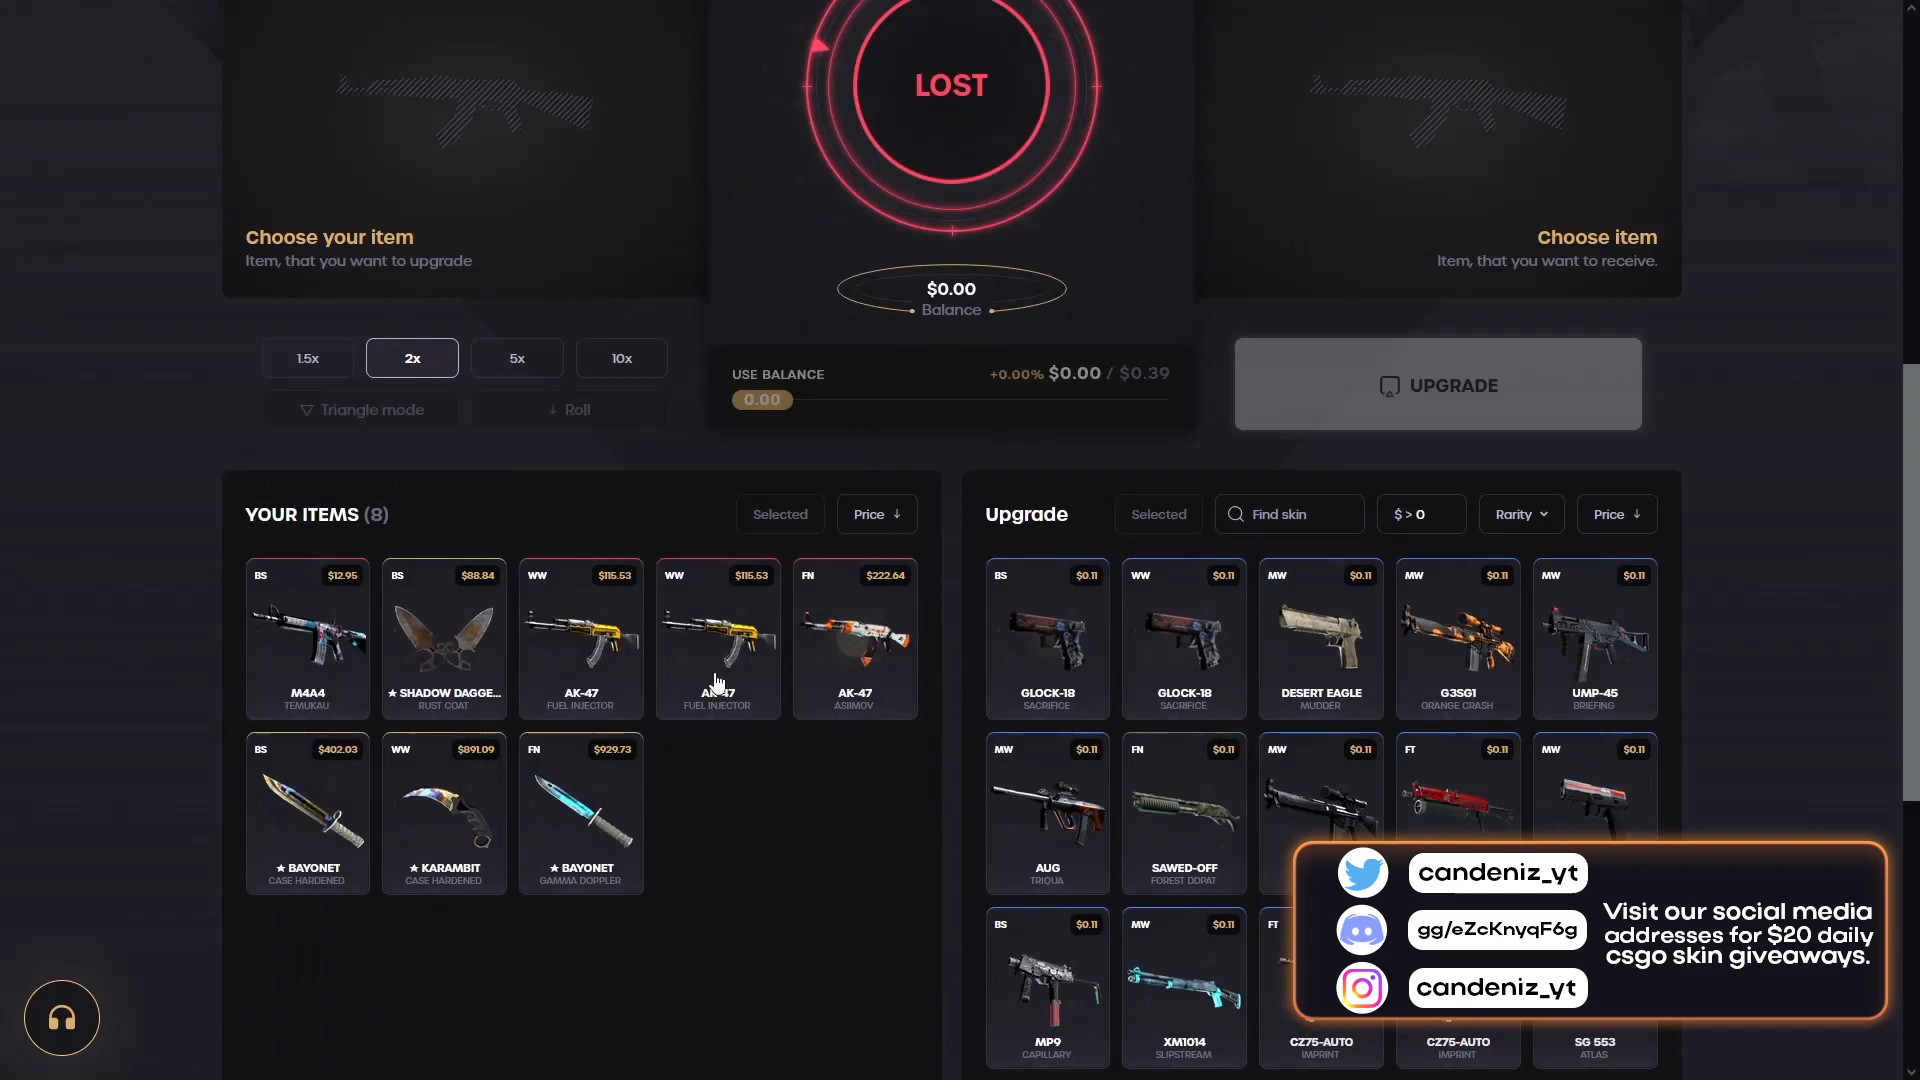 LOST
Choose your item
Item, that you want to upgrade
Choose item
Item, that you want to receive.
$0.00
Balance
1.5x
2x
5x
10x
Triangle mode
Roll
USE BALANCE
+0.00% $0.00 / $0.39
0.00
UPGRADE
YOUR ITEMS (8)
Selected
Price
BS $12.95
M4A4
TEMUKAU
BS $88.84
★ SHADOW DAGGE...
RUST COAT
WW $115.53
AK-47
FUEL INJECTOR
WW $115.53
AK-47
FUEL INJECTOR
FN $222.64
AK-47
ASIIMOV
BS $402.03
★ BAYONET
CASE HARDENED
WW $891.09
★ KARAMBIT
CASE HARDENED
FN $929.73
★ BAYONET
GAMMA DOPPLER
Upgrade
Selected
Find skin
$ > 0
Rarity
Price
BS $0.11
GLOCK-18
SACRIFICE
WW $0.11
GLOCK-18
SACRIFICE
MW $0.11
DESERT EAGLE
MUDDER
MW $0.11
G3SG1
ORANGE CRASH
MW $0.11
UMP-45
BRIEFING
MW $0.11
AUG
TRIQUA
FN $0.11
SAWED-OFF
FOREST DDPAT
MW $0.11
FT $0.11
MW $0.11
BS $0.11
MP9
CAPILLARY
MW $0.11
XM1014
SLIPSTREAM
FT
CZ75-AUTO
IMPRINT
CZ75-AUTO
IMPRINT
SG 553
ATLAS
candeniz_yt
gg/eZcKnyqF6g
candeniz_yt
Visit our social media
addresses for $20 daily
csgo skin giveaways.